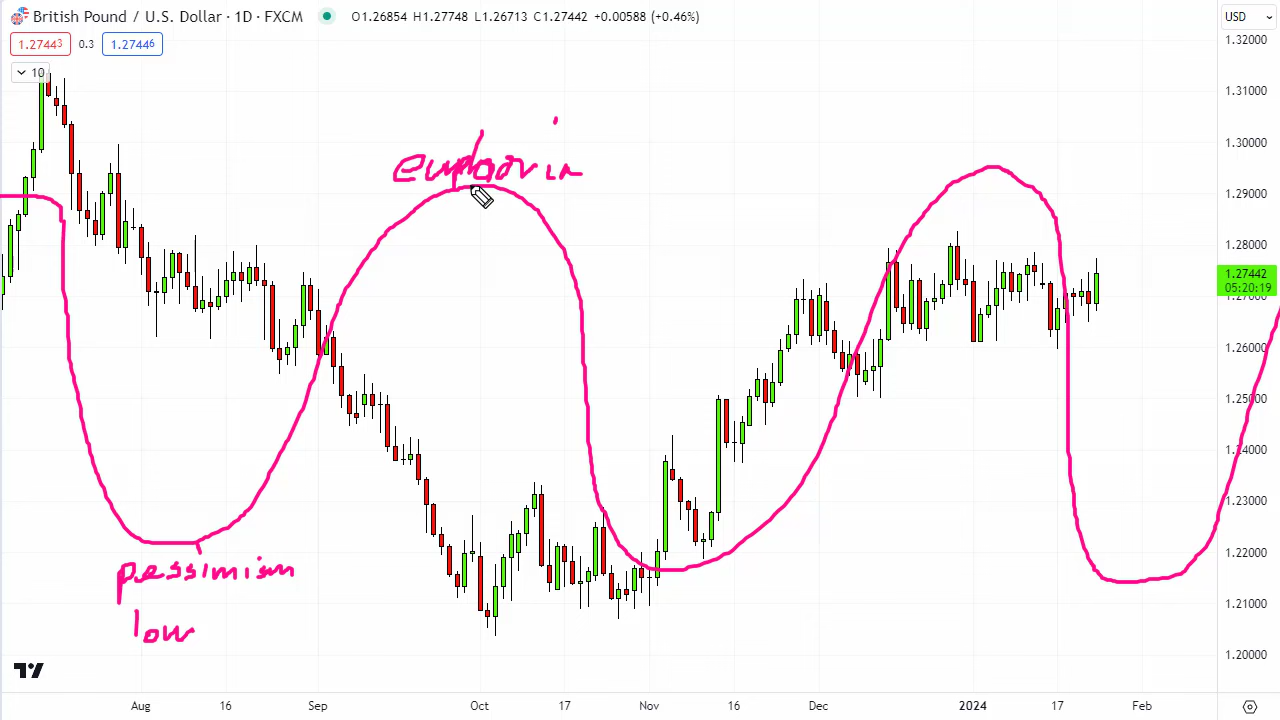 British Pound / U.S. Dollar · 1D · FXCM O1.26854 H1.27748 L1.26713 C1.27442 +0.00588 (+0.46%)
USD
1.27443 0.3 1.27446
10
1.32000
1.31000
1.30000
euphoria
1.29000
1.28000
1.27442
05:20:19
1.27000
1.26000
1.25000
1.24000
1.23000
1.22000
pessimism
1.21000
low
1.20000
Aug 16 Sep Oct 17 Nov 16 Dec 2024 17 Feb